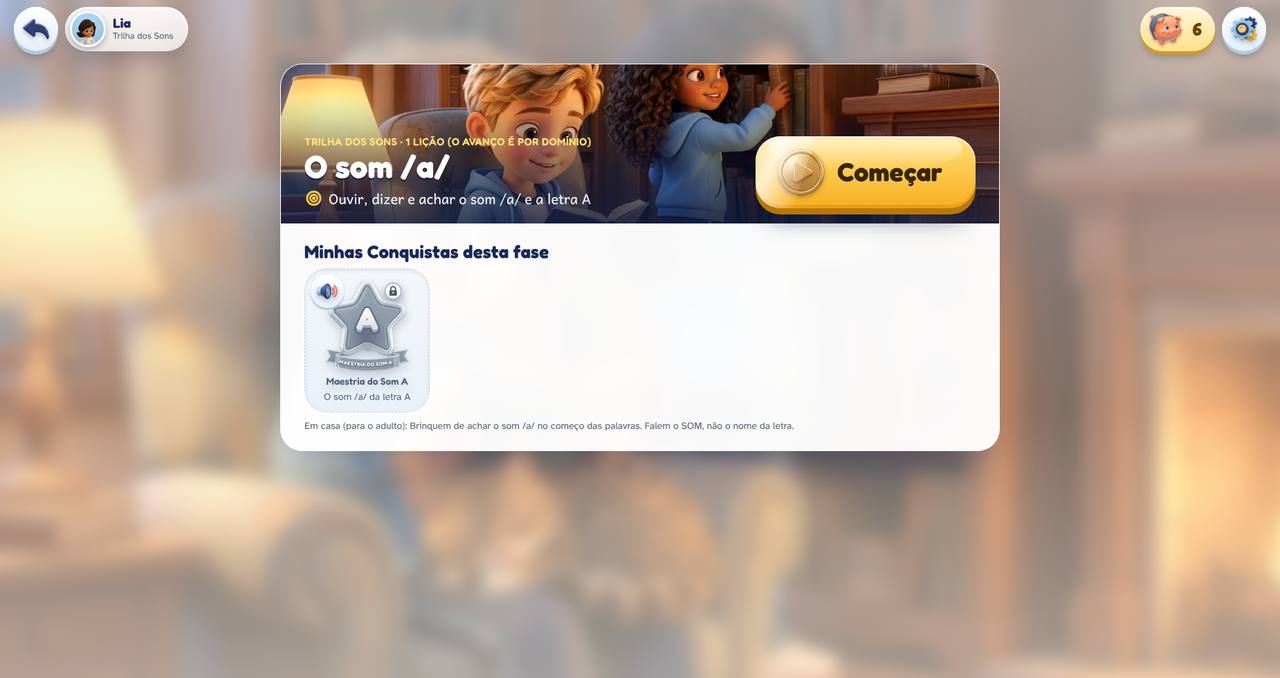 Lia
Trilha dos Sons
6
TRILHA DOS SONS · 1 LIÇÃO (O AVANÇO É POR DOMÍNIO)
O som /a/
Ouvir, dizer e achar o som /a/ e a letra A
Começar
Minhas Conquistas desta fase
A
MAESTRIA DO SOM A
Maestria do Som A
O som /a/ da letra A
Em casa (para o adulto): Brinquem de achar o som /a/ no começo das palavras. Falem o SOM, não o nome da letra.